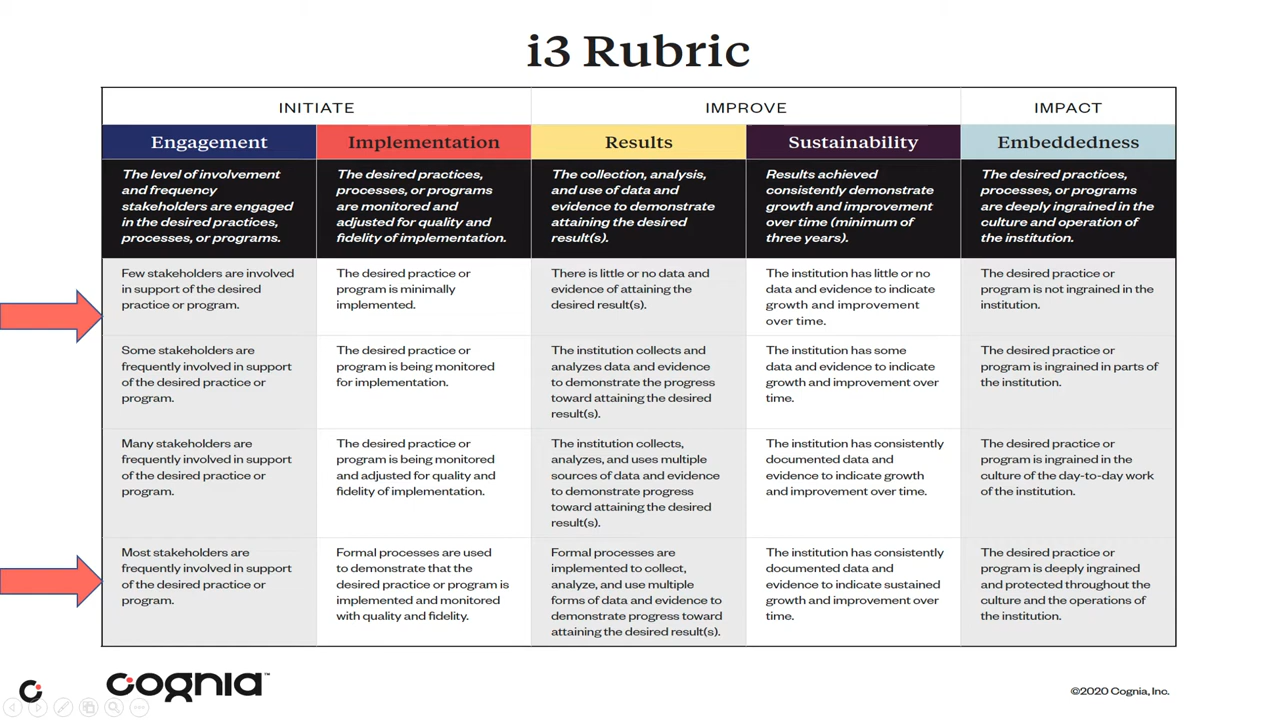 i3 Rubric
INITIATE
IMPROVE
IMPACT
Engagement
Implementation
Results
Sustainability
Embeddedness
The level of involvement
and frequency
stakeholders are engaged
in the desired practices,
processes, or programs.
The desired practices,
processes, or programs
are monitored and
adjusted for quality and
fidelity of implementation.
The collection, analysis,
and use of data and
evidence to demonstrate
attaining the desired
result(s).
Results achieved
consistently demonstrate
growth and improvement
over time (minimum of
three years).
The desired practices,
processes, or programs
are deeply ingrained in the
culture and operation of
the institution.
Few stakeholders are involved
in support of the desired
practice or program.
The desired practice or
program is minimally
implemented.
There is little or no data and
evidence of attaining the
desired result(s).
The institution has little or no
data and evidence to indicate
growth and improvement
over time.
The desired practice or
program is not ingrained in the
institution.
Some stakeholders are
frequently involved in support
of the desired practice or
program.
The desired practice or
program is being monitored
for implementation.
The institution collects and
analyzes data and evidence
to demonstrate the progress
toward attaining the desired
result(s).
The institution has some
data and evidence to indicate
growth and improvement over
time.
The desired practice or
program is ingrained in parts of
the institution.
Many stakeholders are
frequently involved in support
of the desired practice or
program.
The desired practice or
program is being monitored
and adjusted for quality and
fidelity of implementation.
The institution collects,
analyzes, and uses multiple
sources of data and evidence
to demonstrate progress
toward attaining the desired
result(s).
The institution has consistently
documented data and
evidence to indicate growth
and improvement over time.
The desired practice or
program is ingrained in the
culture of the day-to-day work
of the institution.
Most stakeholders are
frequently involved in support
of the desired practice or
program.
Formal processes are used
to demonstrate that the
desired practice or program is
implemented and monitored
with quality and fidelity.
Formal processes are
implemented to collect,
analyze, and use multiple
forms of data and evidence to
demonstrate progress toward
attaining the desired result(s).
The institution has consistently
documented data and
evidence to indicate sustained
growth and improvement over
time.
The desired practice or
program is deeply ingrained
and protected throughout the
culture and the operations of
the institution.
cognia™
©2020 Cognia, Inc.